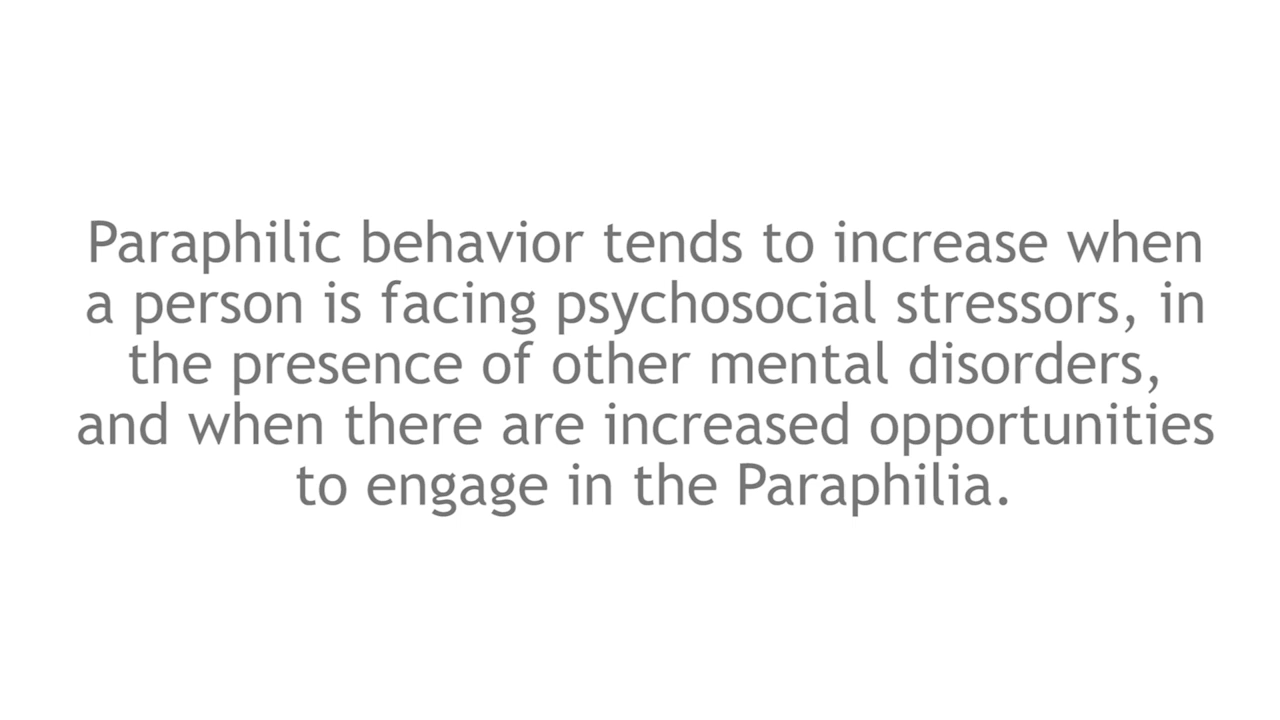 Paraphilic behavior tends to increase when
a person is facing psychosocial stressors, in
the presence of other mental disorders,
and when there are increased opportunities
to engage in the Paraphilia.